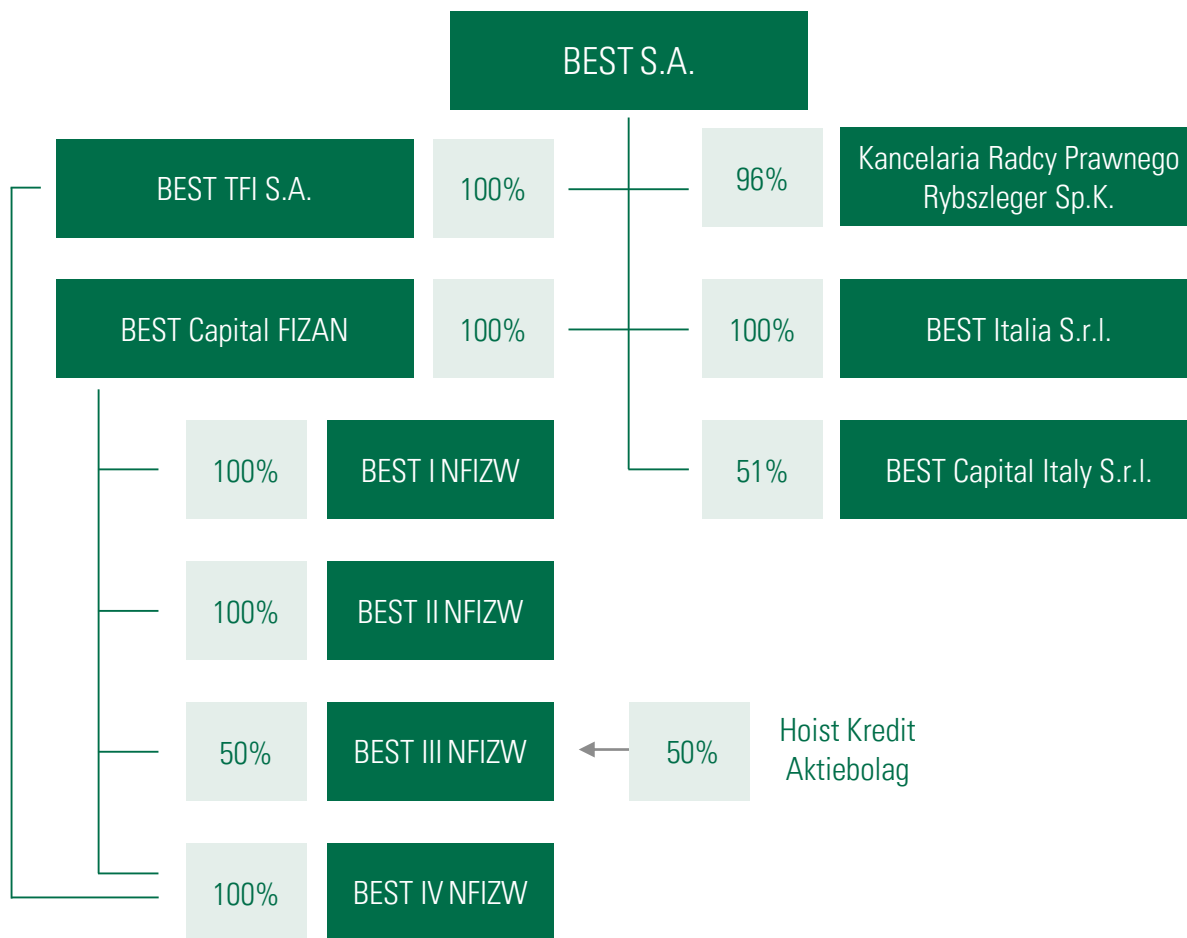 BEST S.A.
BEST TFI S.A.
100%
96%
Kancelaria Radcy Prawnego
Rybszleger Sp.K.
BEST Capital FIZAN
100%
100%
BEST Italia S.r.l.
100%
BEST I NFIZW
51%
BEST Capital Italy S.r.l.
100%
BEST II NFIZW
50%
BEST III NFIZW
50%
Hoist Kredit
Aktiebolag
100%
BEST IV NFIZW